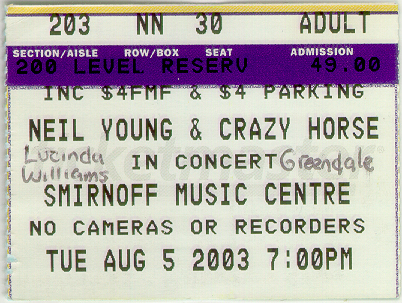 203 NN 30 ADULT
SECTION/AISLE ROW/BOX SEAT ADMISSION
200 LEVEL RESERV 49.00
INC $4FMF & $4 PARKING
NEIL YOUNG & CRAZY HORSE
Lucinda Williams IN CONCERT Greendale
SMIRNOFF MUSIC CENTRE
NO CAMERAS OR RECORDERS
TUE AUG 5 2003 7:00PM